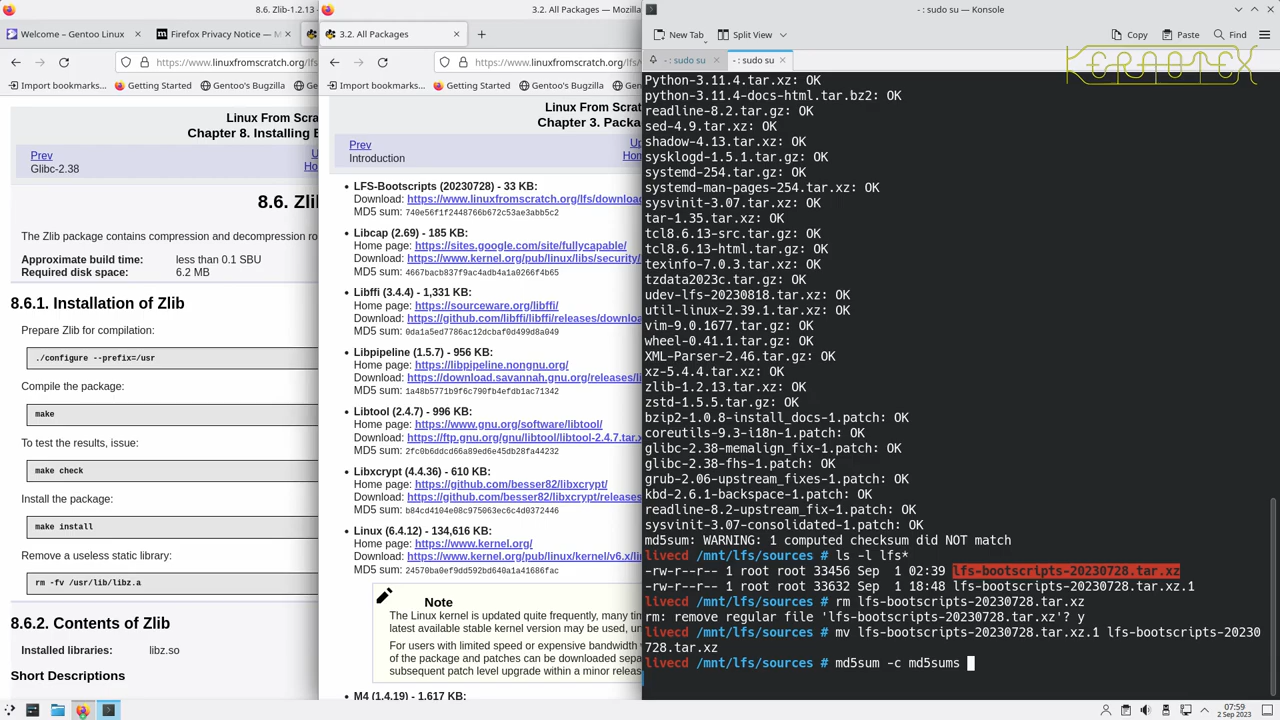 8.6. Zlib-1.2.13 —
Welcome – Gentoo Linux
Firefox Privacy Notice — M
https://www.linuxfromscratch.org/lfs
Import bookmarks...
Getting Started
Gentoo's Bugzilla
Linux From Scra
Chapter 8. Installing B
Prev
Glibc-2.38
8.6. Zli
The Zlib package contains compression and decompression ro
Approximate build time: less than 0.1 SBU
Required disk space: 6.2 MB
8.6.1. Installation of Zlib
Prepare Zlib for compilation:
./configure --prefix=/usr
Compile the package:
make
To test the results, issue:
make check
Install the package:
make install
Remove a useless static library:
rm -fv /usr/lib/libz.a
8.6.2. Contents of Zlib
Installed libraries: libz.so
Short Descriptions
3.2. All Packages — Mozilla
3.2. All Packages
https://www.linuxfromscratch.org/lfs
Import bookmarks...
Getting Started
Gentoo's Bugzilla
Linux From Scra
Chapter 3. Packa
Prev
Introduction
LFS-Bootscripts (20230728) - 33 KB:
Download: https://www.linuxfromscratch.org/lfs/download
MD5 sum: 740e56f1f2448766b672c53ae3abb5c2
Libcap (2.69) - 185 KB:
Home page: https://sites.google.com/site/fullycapable/
Download: https://www.kernel.org/pub/linux/libs/security/
MD5 sum: 4667bacb837f9ac4adb4a1a0266f4b65
Libffi (3.4.4) - 1,331 KB:
Home page: https://sourceware.org/libffi/
Download: https://github.com/libffi/libffi/releases/downloa
MD5 sum: 0da1a5ed7786ac12dcbaf0d499d8a049
Libpipeline (1.5.7) - 956 KB:
Home page: https://libpipeline.nongnu.org/
Download: https://download.savannah.gnu.org/releases/li
MD5 sum: 1a48b5771b9f6c790fb4efdb1ac71342
Libtool (2.4.7) - 996 KB:
Home page: https://www.gnu.org/software/libtool/
Download: https://ftp.gnu.org/gnu/libtool/libtool-2.4.7.tar.x
MD5 sum: 2fc0b6ddcd66a89ed6e45db28fa44232
Libxcrypt (4.4.36) - 610 KB:
Home page: https://github.com/besser82/libxcrypt/
Download: https://github.com/besser82/libxcrypt/releases
MD5 sum: b84cd4104e08c975063ec6c4d0372446
Linux (6.4.12) - 134,616 KB:
Home page: https://www.kernel.org/
Download: https://www.kernel.org/pub/linux/kernel/v6.x/lin
MD5 sum: 24570ba0ef9dd592bd640a1a41686fac
Note
The Linux kernel is updated quite frequently, many time
latest available stable kernel version may be used, un
For users with limited speed or expensive bandwidth
of the package and patches can be downloaded sepa
subsequent patch level upgrade within a minor releas
M4 (1.4.19) - 1,617 KB:
- : sudo su — Konsole
New Tab
Split View
Copy
Paste
Find
- : sudo su
- : sudo su
KERNOTEX
Python-3.11.4.tar.xz: OK
python-3.11.4-docs-html.tar.bz2: OK
readline-8.2.tar.gz: OK
sed-4.9.tar.xz: OK
shadow-4.13.tar.xz: OK
sysklogd-1.5.1.tar.gz: OK
systemd-254.tar.gz: OK
systemd-man-pages-254.tar.xz: OK
sysvinit-3.07.tar.xz: OK
tar-1.35.tar.xz: OK
tcl8.6.13-src.tar.gz: OK
tcl8.6.13-html.tar.gz: OK
texinfo-7.0.3.tar.xz: OK
tzdata2023c.tar.gz: OK
udev-lfs-20230818.tar.xz: OK
util-linux-2.39.1.tar.xz: OK
vim-9.0.1677.tar.gz: OK
wheel-0.41.1.tar.gz: OK
XML-Parser-2.46.tar.gz: OK
xz-5.4.4.tar.xz: OK
zlib-1.2.13.tar.xz: OK
zstd-1.5.5.tar.gz: OK
bzip2-1.0.8-install_docs-1.patch: OK
coreutils-9.3-i18n-1.patch: OK
glibc-2.38-memalign_fix-1.patch: OK
glibc-2.38-fhs-1.patch: OK
grub-2.06-upstream_fixes-1.patch: OK
kbd-2.6.1-backspace-1.patch: OK
readline-8.2-upstream_fix-1.patch: OK
sysvinit-3.07-consolidated-1.patch: OK
md5sum: WARNING: 1 computed checksum did NOT match
livecd /mnt/lfs/sources # ls -l lfs*
-rw-r--r-- 1 root root 33456 Sep 1 02:39 lfs-bootscripts-20230728.tar.xz
-rw-r--r-- 1 root root 33632 Sep 1 18:48 lfs-bootscripts-20230728.tar.xz.1
livecd /mnt/lfs/sources # rm lfs-bootscripts-20230728.tar.xz
rm: remove regular file 'lfs-bootscripts-20230728.tar.xz'? y
livecd /mnt/lfs/sources # mv lfs-bootscripts-20230728.tar.xz.1 lfs-bootscripts-20230
728.tar.xz
livecd /mnt/lfs/sources # md5sum -c md5sums
07:59
2 Sep 2023